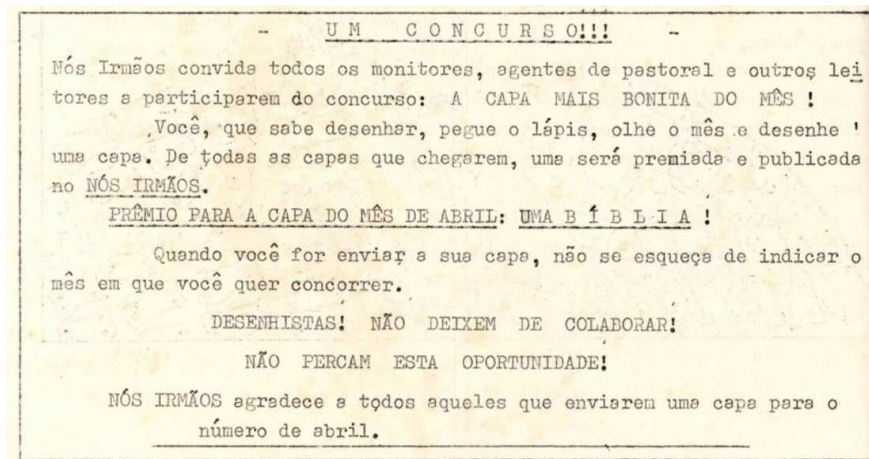 - UM CONCURSO!!! -
Nós Irmãos convida todos os monitores, agentes de pastoral e outros lei
tores a participarem do concurso: A CAPA MAIS BONITA DO MÊS !
Você, que sabe desenhar, pegue o lápis, olhe o mês e desenhe '
uma capa. De todas as capas que chegarem, uma será premiada e publicada
no NÓS IRMÃOS.
PRÊMIO PARA A CAPA DO MÊS DE ABRIL: UMA B Í B L I A !
Quando você for enviar a sua capa, não se esqueça de indicar o
mês em que você quer concorrer.
DESENHISTAS! NÃO DEIXEM DE COLABORAR!
NÃO PERCAM ESTA OPORTUNIDADE!
NÓS IRMÃOS agradece a todos aqueles que enviarem uma capa para o
número de abril.